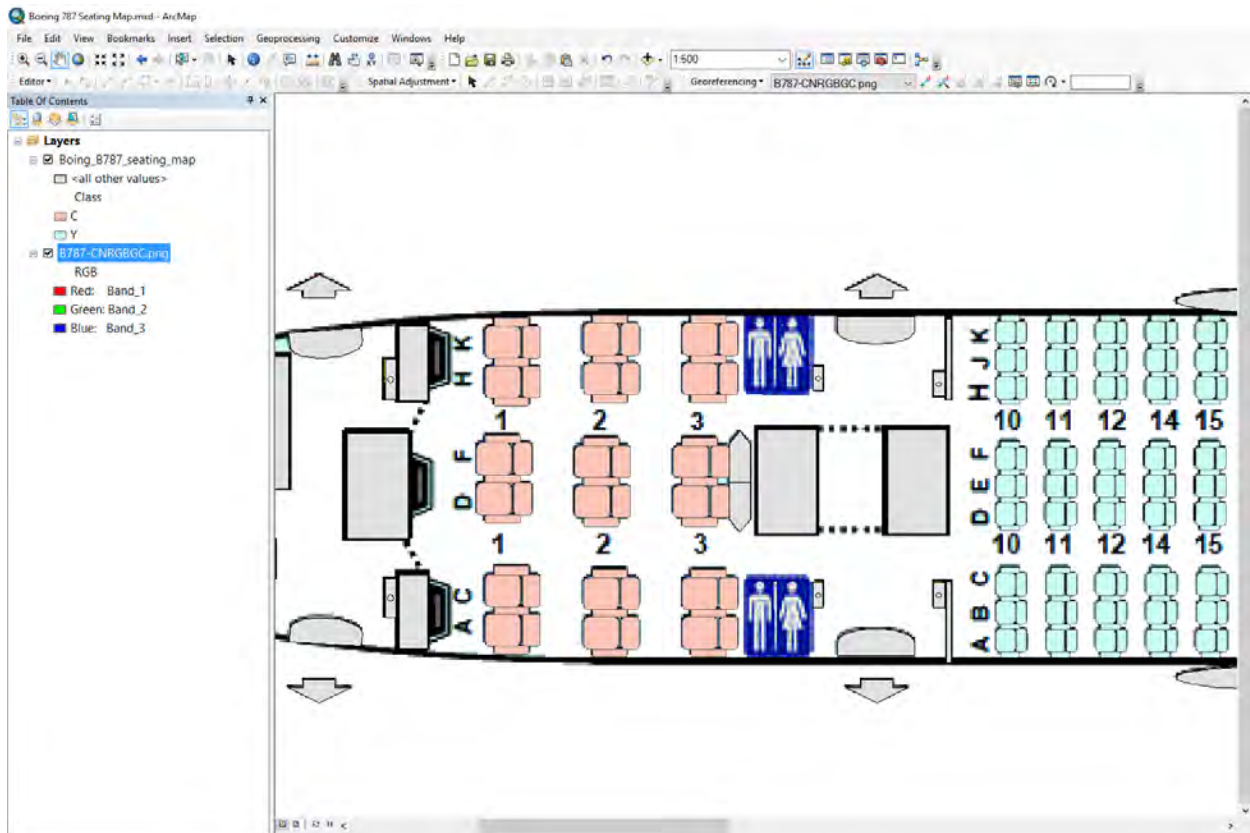 Boeing 787 Seating Map.mxd - ArcMap
File Edit View Bookmarks Insert Selection Geoprocessing Customize Windows Help
1:500
Editor Spatial Adjustment Georeferencing B787-CNRGBGC.png
Table Of Contents
Layers
Boing_B787_seating_map
<all other values>
Class
C
Y
B787-CNRGBGC.png
RGB
Red: Band_1
Green: Band_2
Blue: Band_3
K
H
K
J
H
1 2 3 10 11 12 14 15
F
D
F
E
D
1 2 3 10 11 12 14 15
C
A
C
B
A